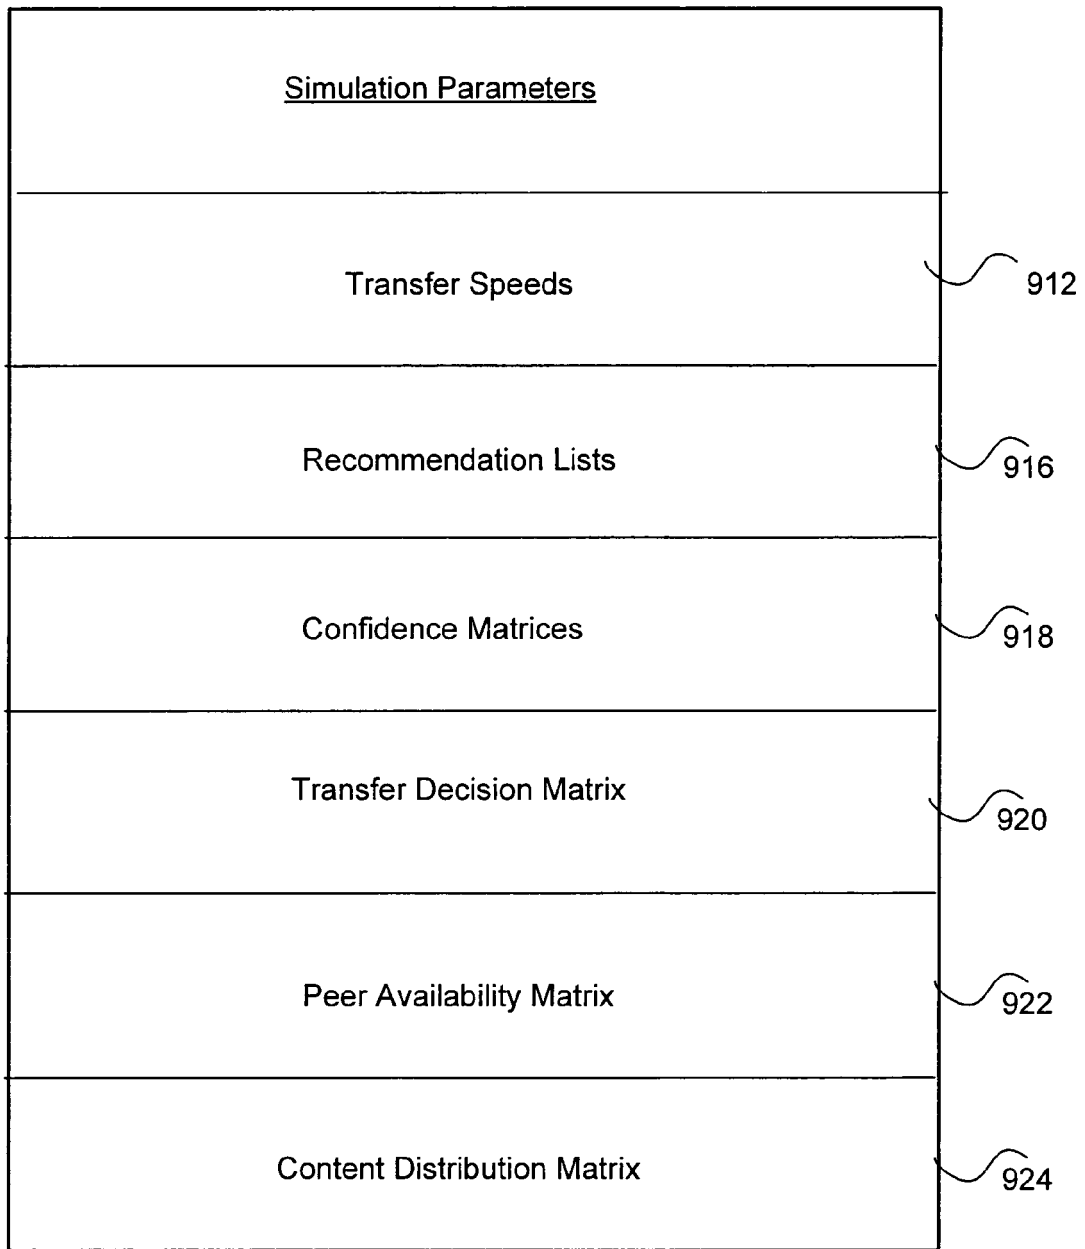 Simulation Parameters
Transfer Speeds
912
Recommendation Lists
916
Confidence Matrices
918
Transfer Decision Matrix
920
Peer Availability Matrix
922
Content Distribution Matrix
924